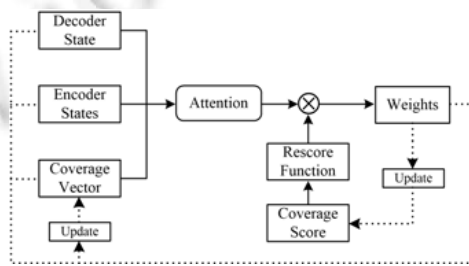 Decoder
State
Encoder
States
Attention
Weights
Coverage
Vector
Rescore
Function
Update
Coverage
Score
Update